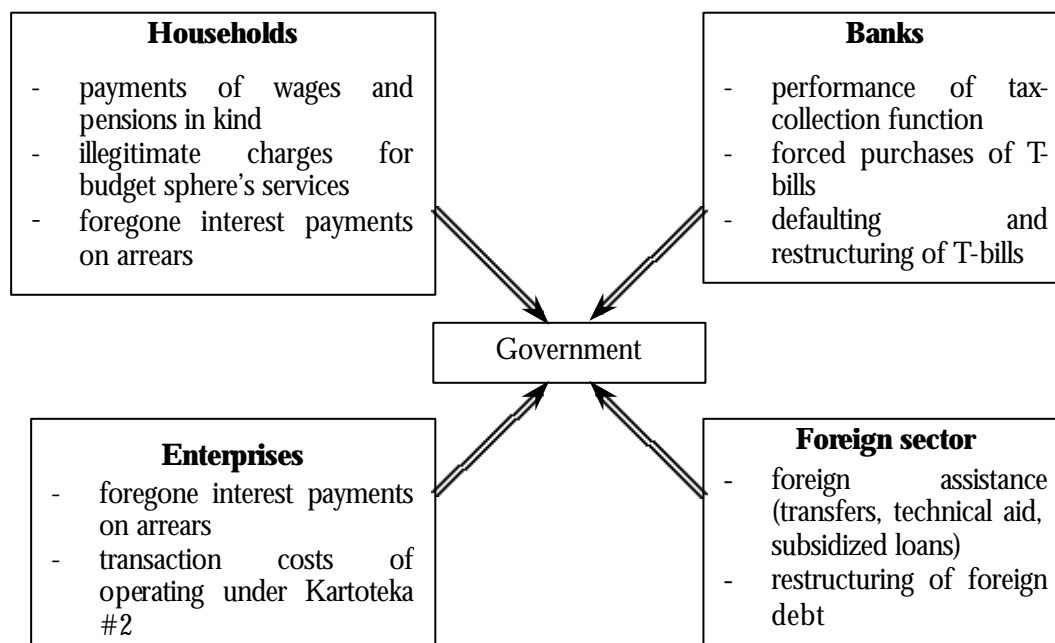 Households
- payments of wages and
pensions in kind
- illegitimate charges for
budget sphere's services
- foregone interest payments
on arrears
Banks
- performance of tax-
collection function
- forced purchases of T-
bills
- defaulting and
restructuring of T-bills
Government
Enterprises
- foregone interest payments
on arrears
- transaction costs of
operating under Kartoteka
#2
Foreign sector
- foreign assistance
(transfers, technical aid,
subsidized loans)
- restructuring of foreign
debt